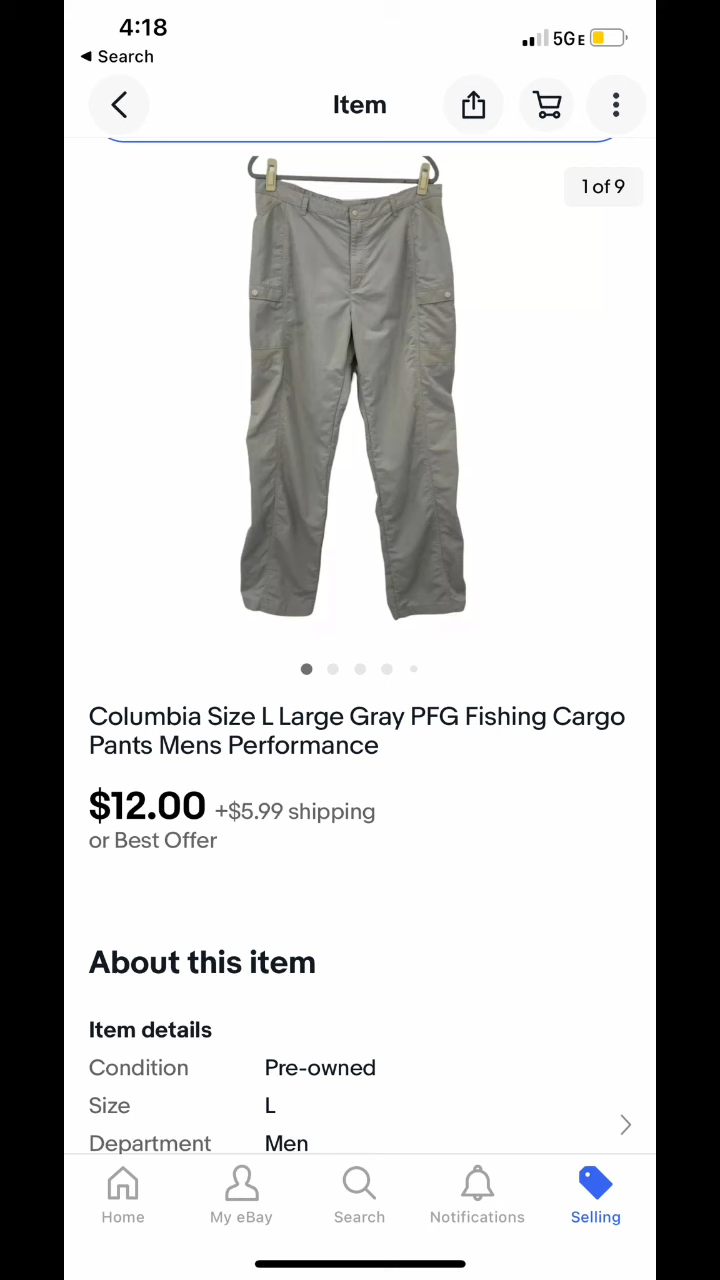 4:18
5GE
◀ Search
Item
1 of 9
Columbia Size L Large Gray PFG Fishing Cargo
Pants Mens Performance
$12.00 +$5.99 shipping
or Best Offer
About this item
Item details
Condition Pre-owned
Size L
Department Men
Home My eBay Search Notifications Selling